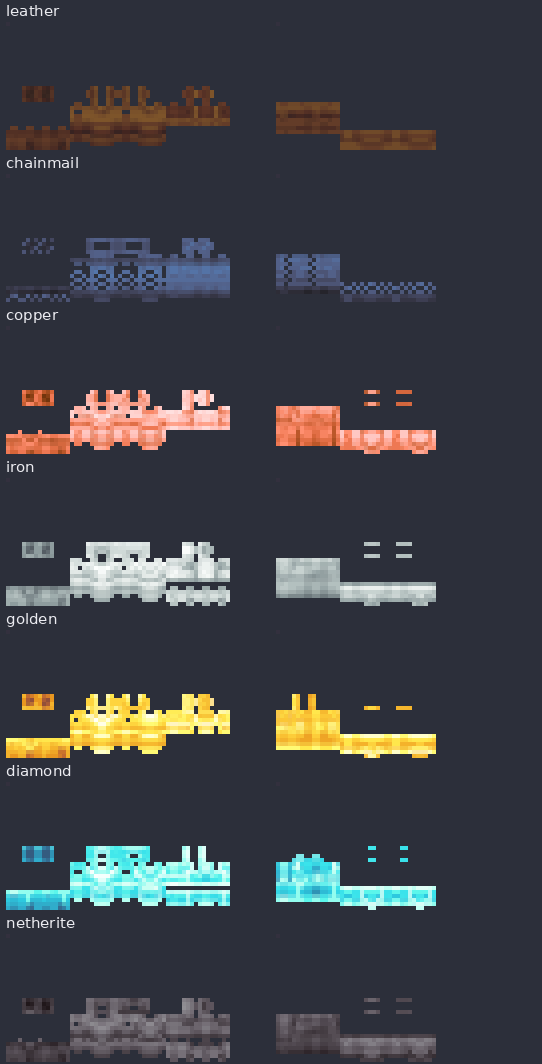 leather
chainmail
copper
iron
golden
diamond
netherite